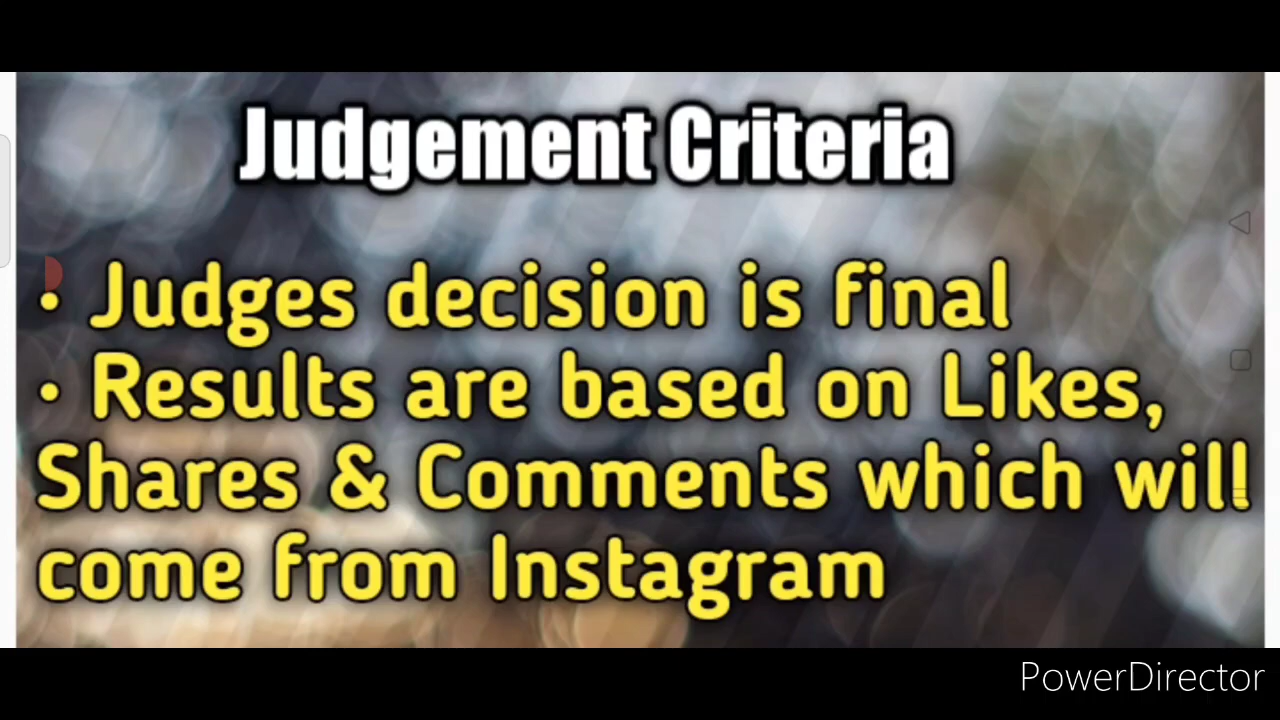 Judgement Criteria
• Judges decision is final
• Results are based on Likes,
Shares & Comments which will
come from Instagram
PowerDirector